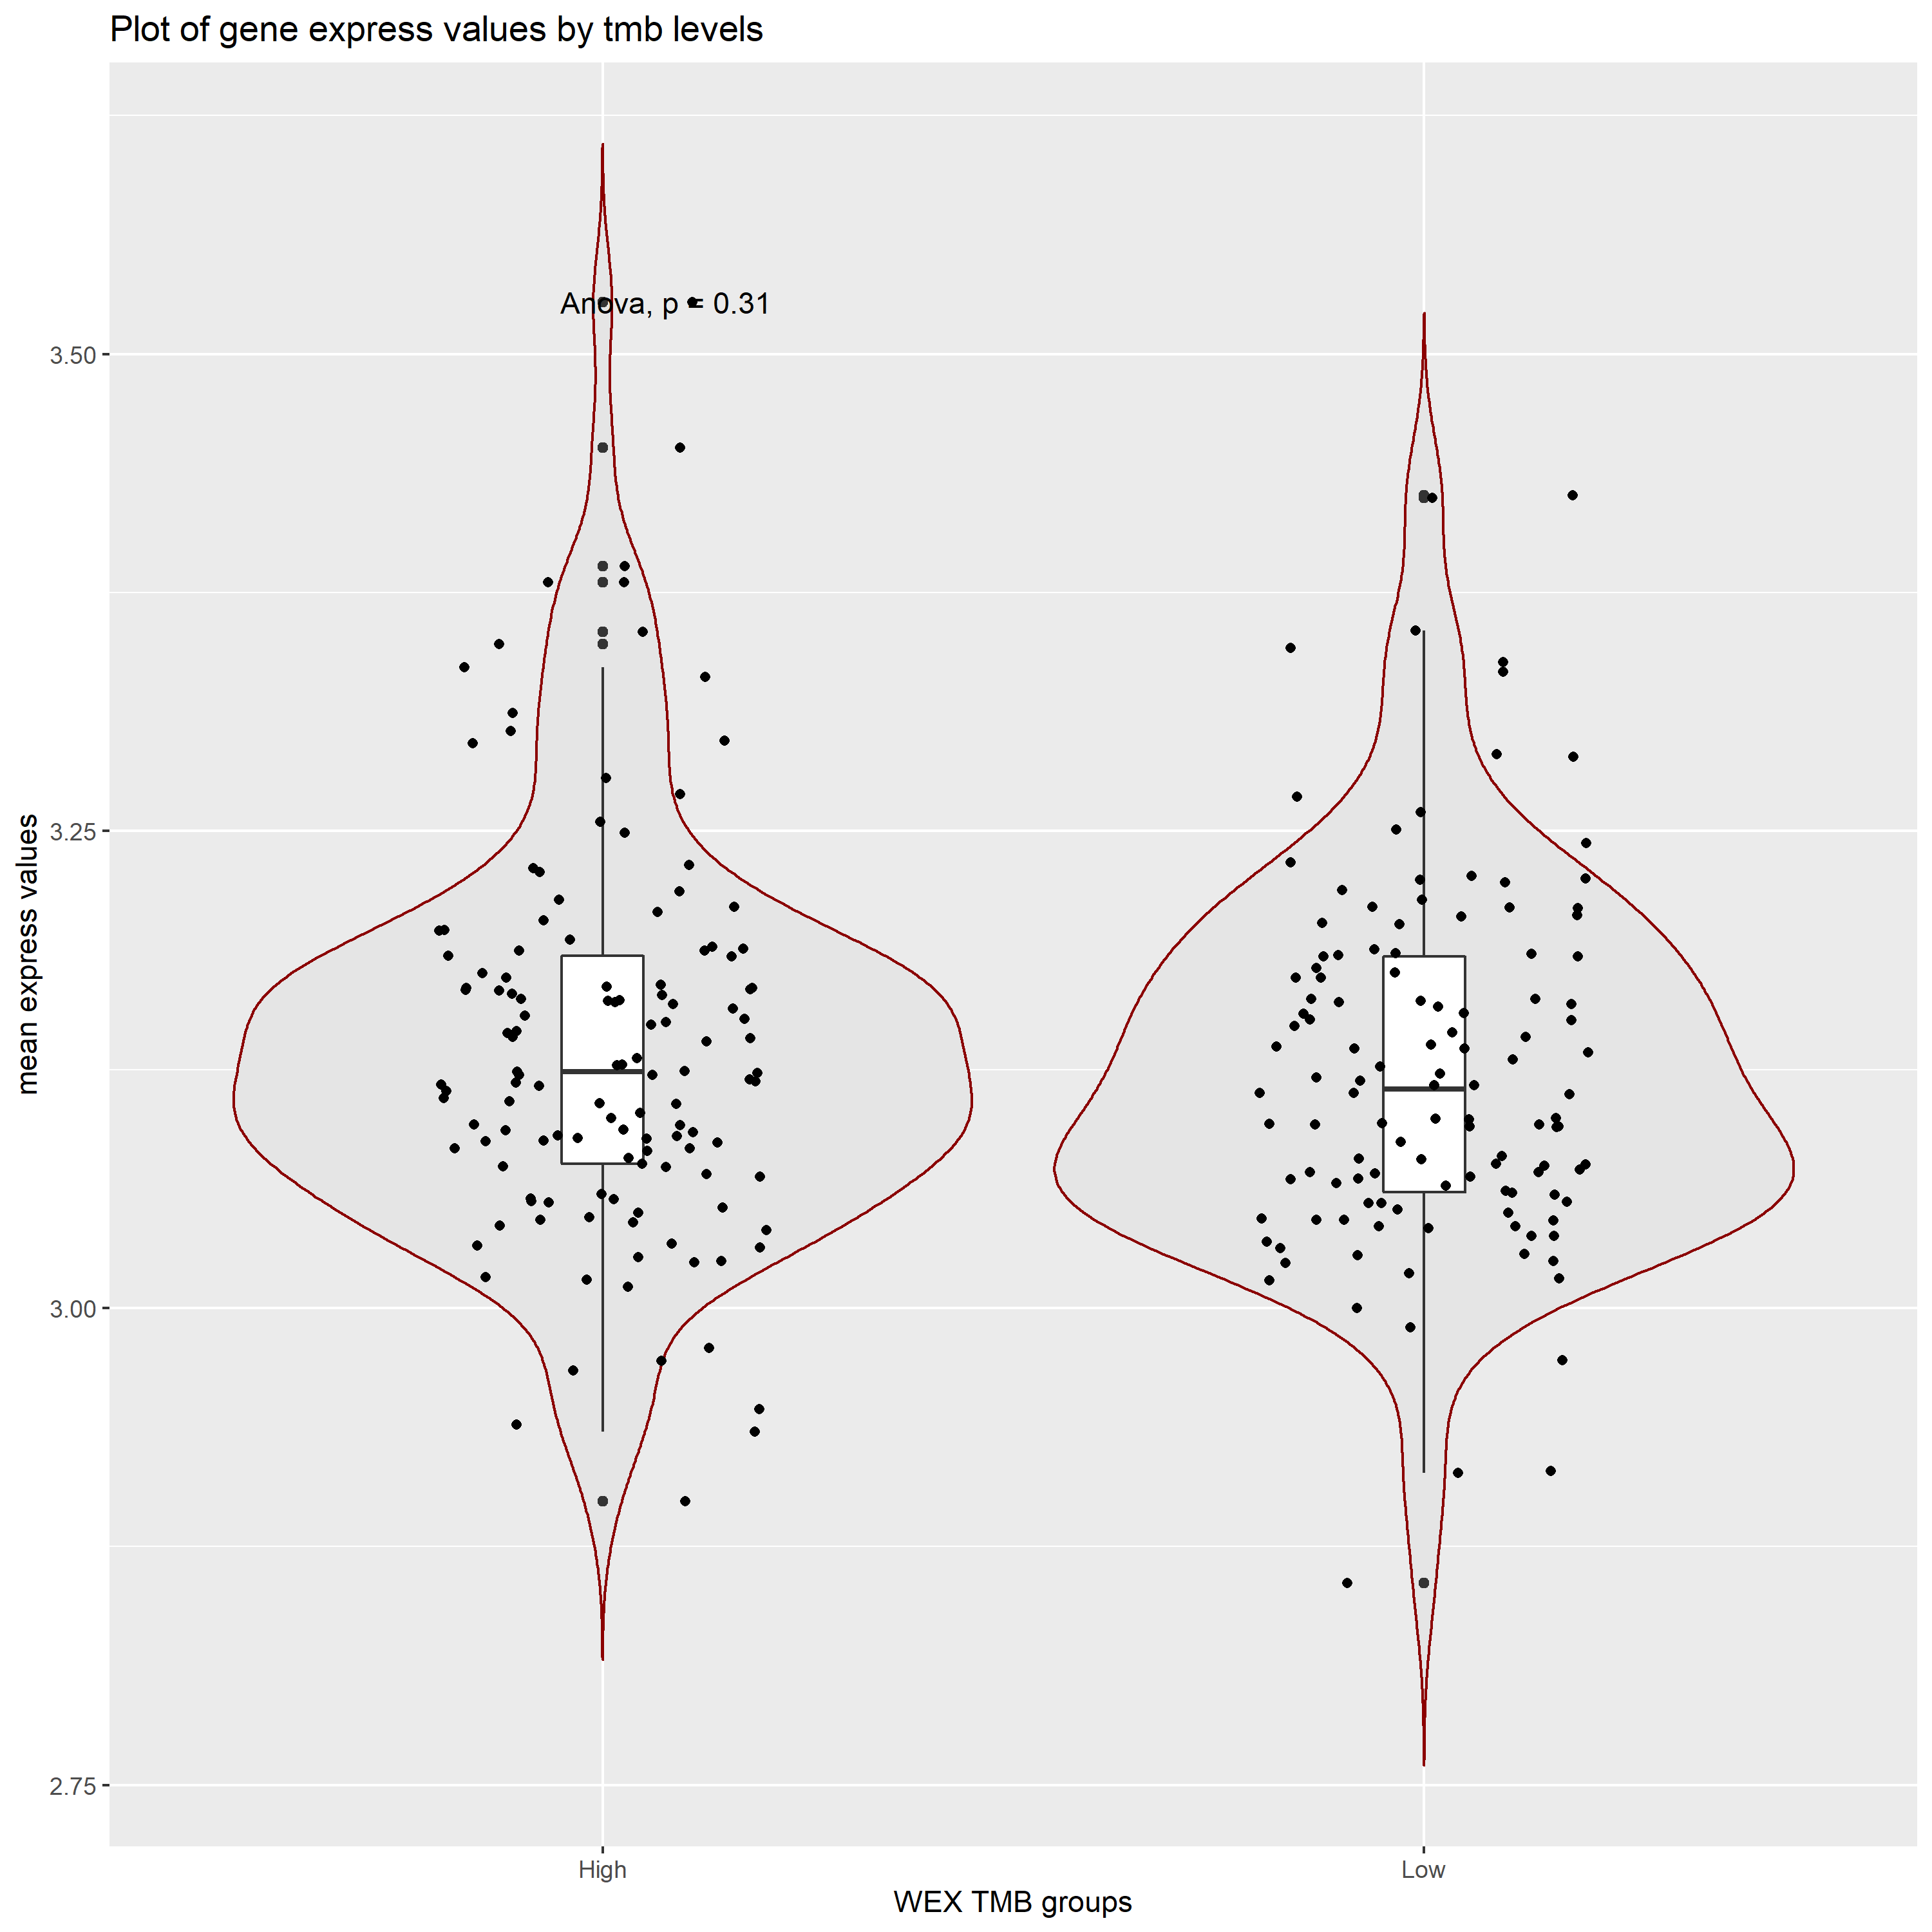 Plot of gene express values by tmb levels
Anova, p = 0.31
3.50
3.25
3.00
2.75
mean express values
High
Low
WEX TMB groups